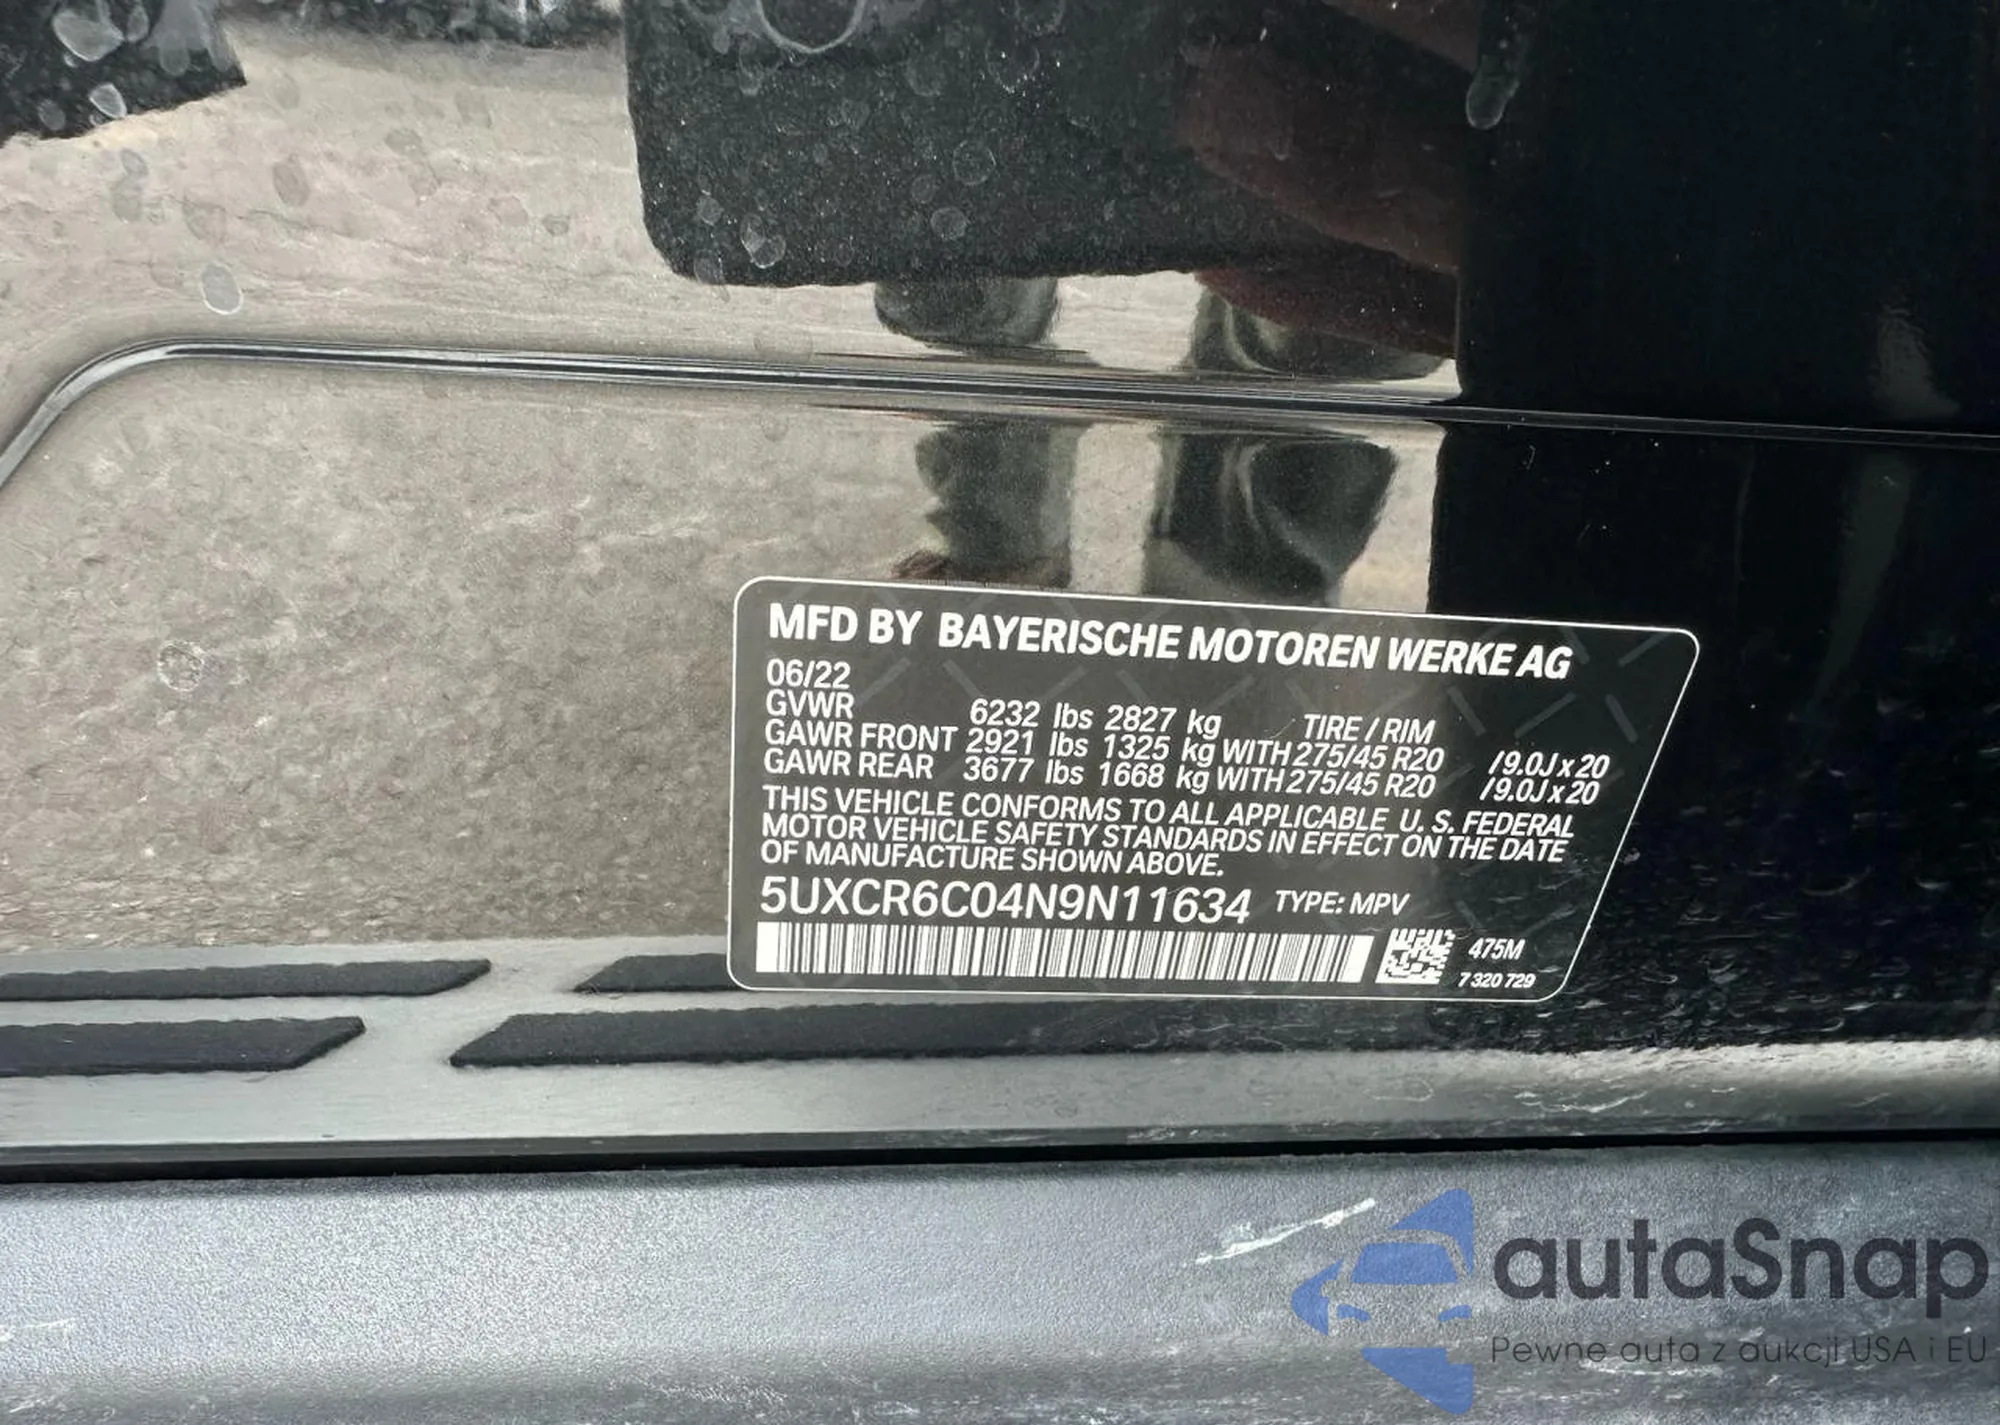 MFD BY BAYERISCHE MOTOREN WERKE AG
06/22
GVWR 6232 lbs 2827 kg TIRE / RIM
GAWR FRONT 2921 lbs 1325 kg WITH 275/45 R20 /9.0J x 20
GAWR REAR 3677 lbs 1668 kg WITH 275/45 R20 /9.0J x 20
THIS VEHICLE CONFORMS TO ALL APPLICABLE U. S. FEDERAL
MOTOR VEHICLE SAFETY STANDARDS IN EFFECT ON THE DATE
OF MANUFACTURE SHOWN ABOVE.
5UXCR6C04N9N11634 TYPE: MPV
475M
7 320 729
autaSnap
Pewne auta z aukcji USA i EU